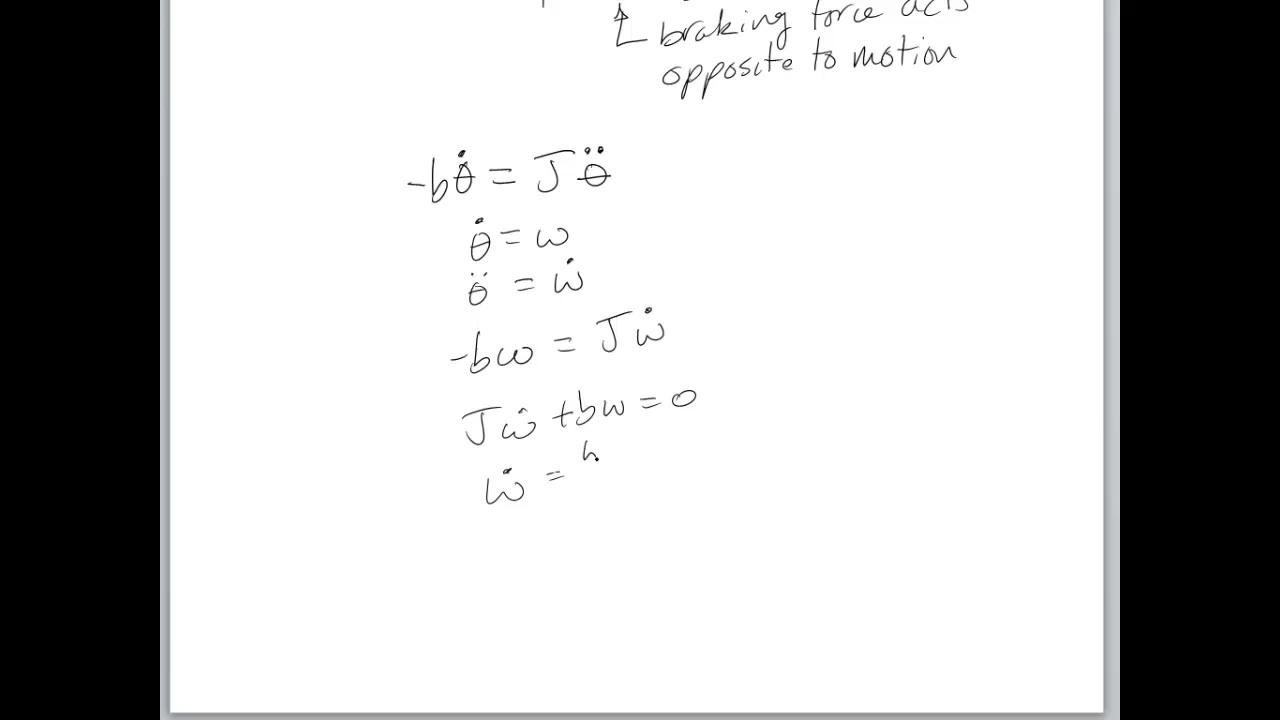 braking force acts
opposite to motion
-bθ̇ = Jθ̈
θ̇ = ω
θ̈ = ω̇
-bω = Jω̇
Jω̇ + bω = 0
ω̇ =